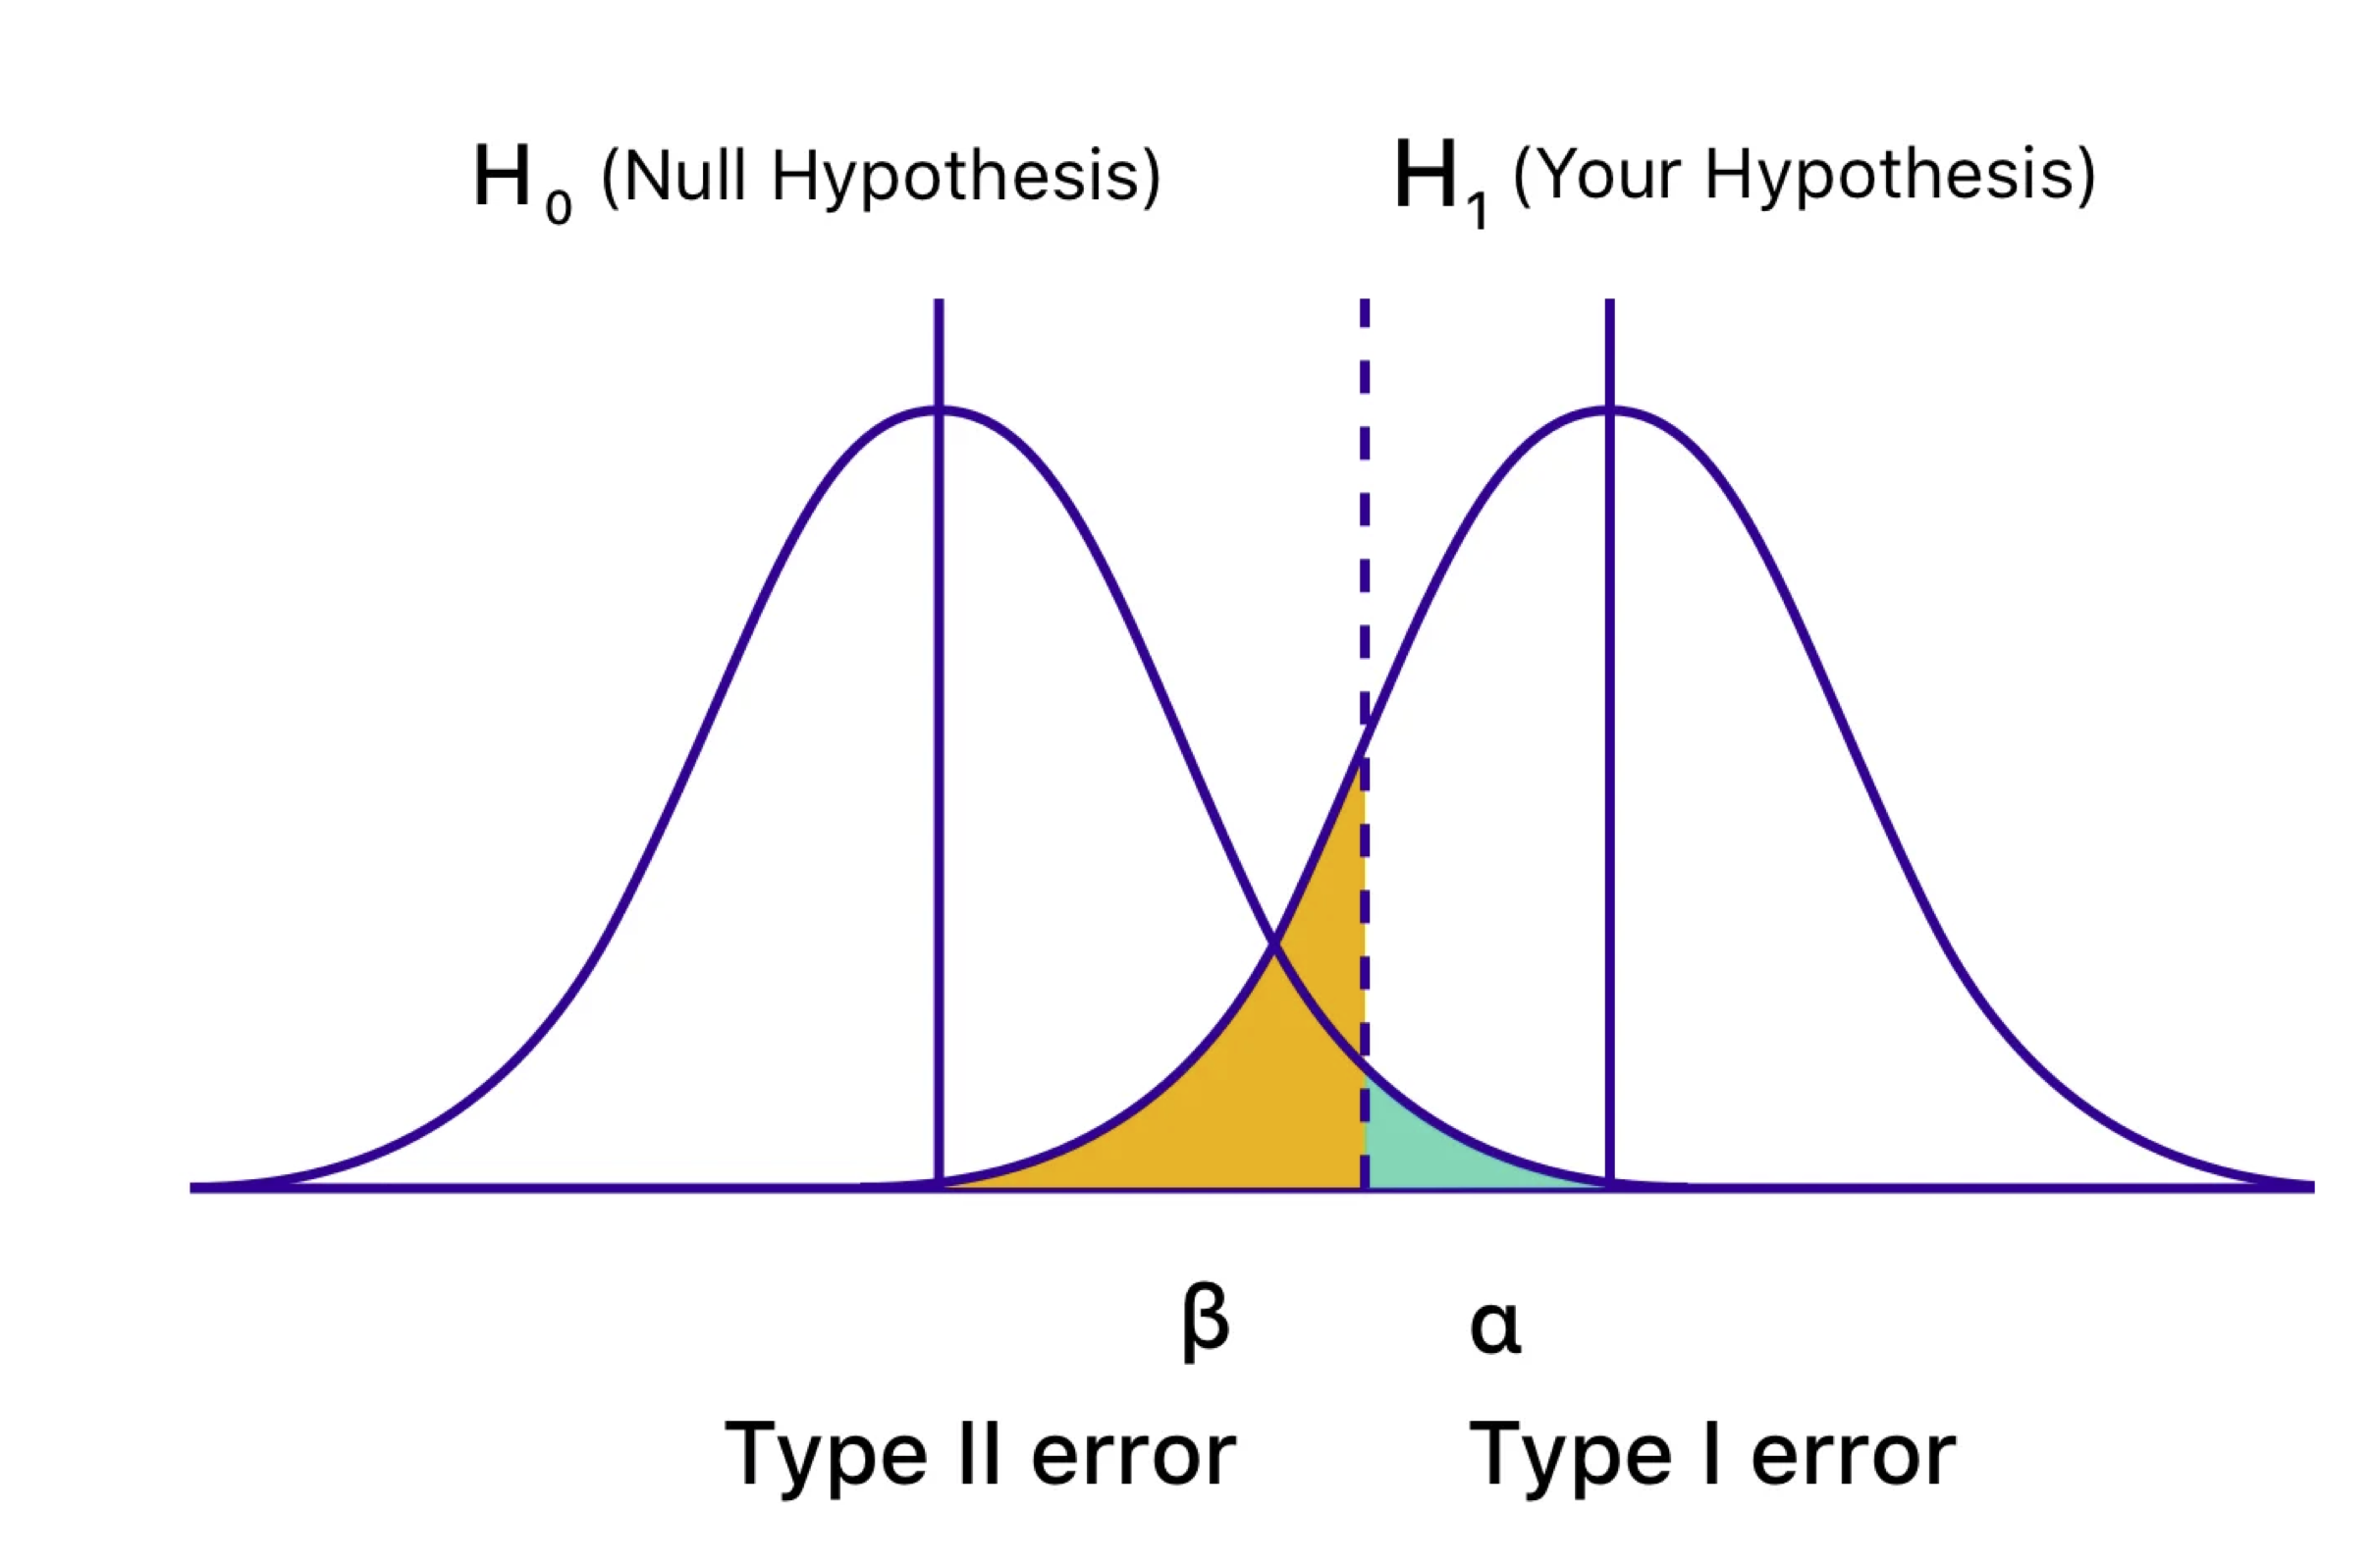 H₀ (Null Hypothesis)
H₁ (Your Hypothesis)
β
α
Type II error
Type I error